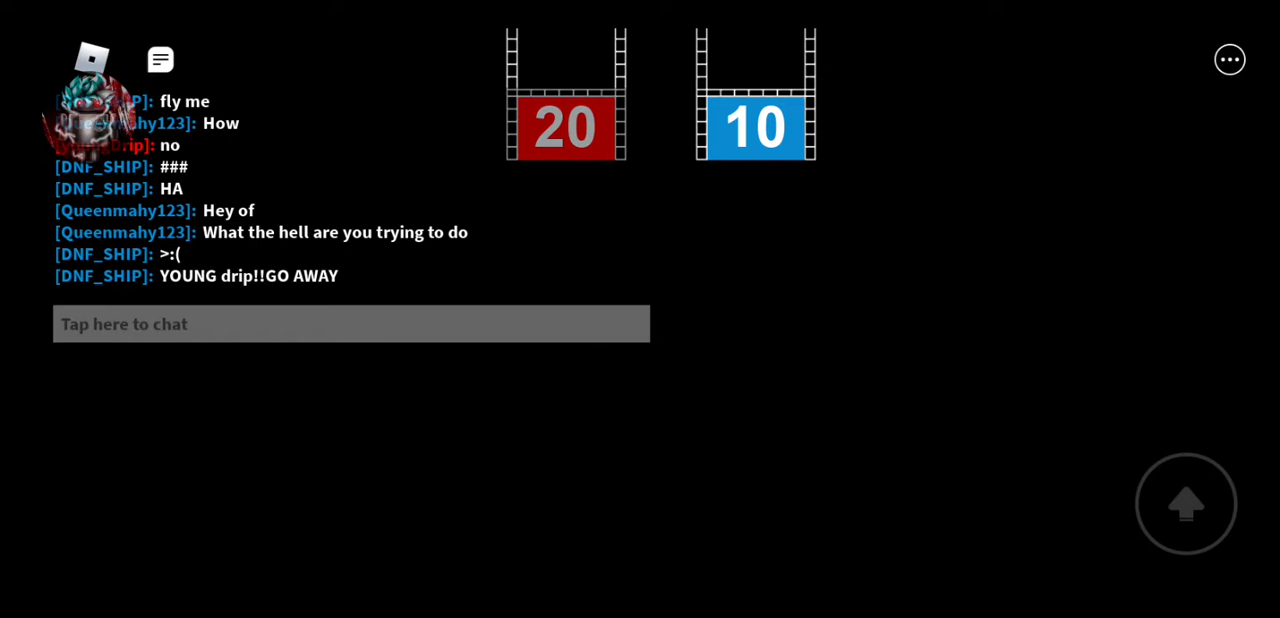 20
10
fly me
[Queenmahy123]: How
no
[DNF_SHIP]: ###
[DNF_SHIP]: HA
[Queenmahy123]: Hey of
[Queenmahy123]: What the hell are you trying to do
[DNF_SHIP]: >:(
[DNF_SHIP]: YOUNG drip!!GO AWAY
Tap here to chat